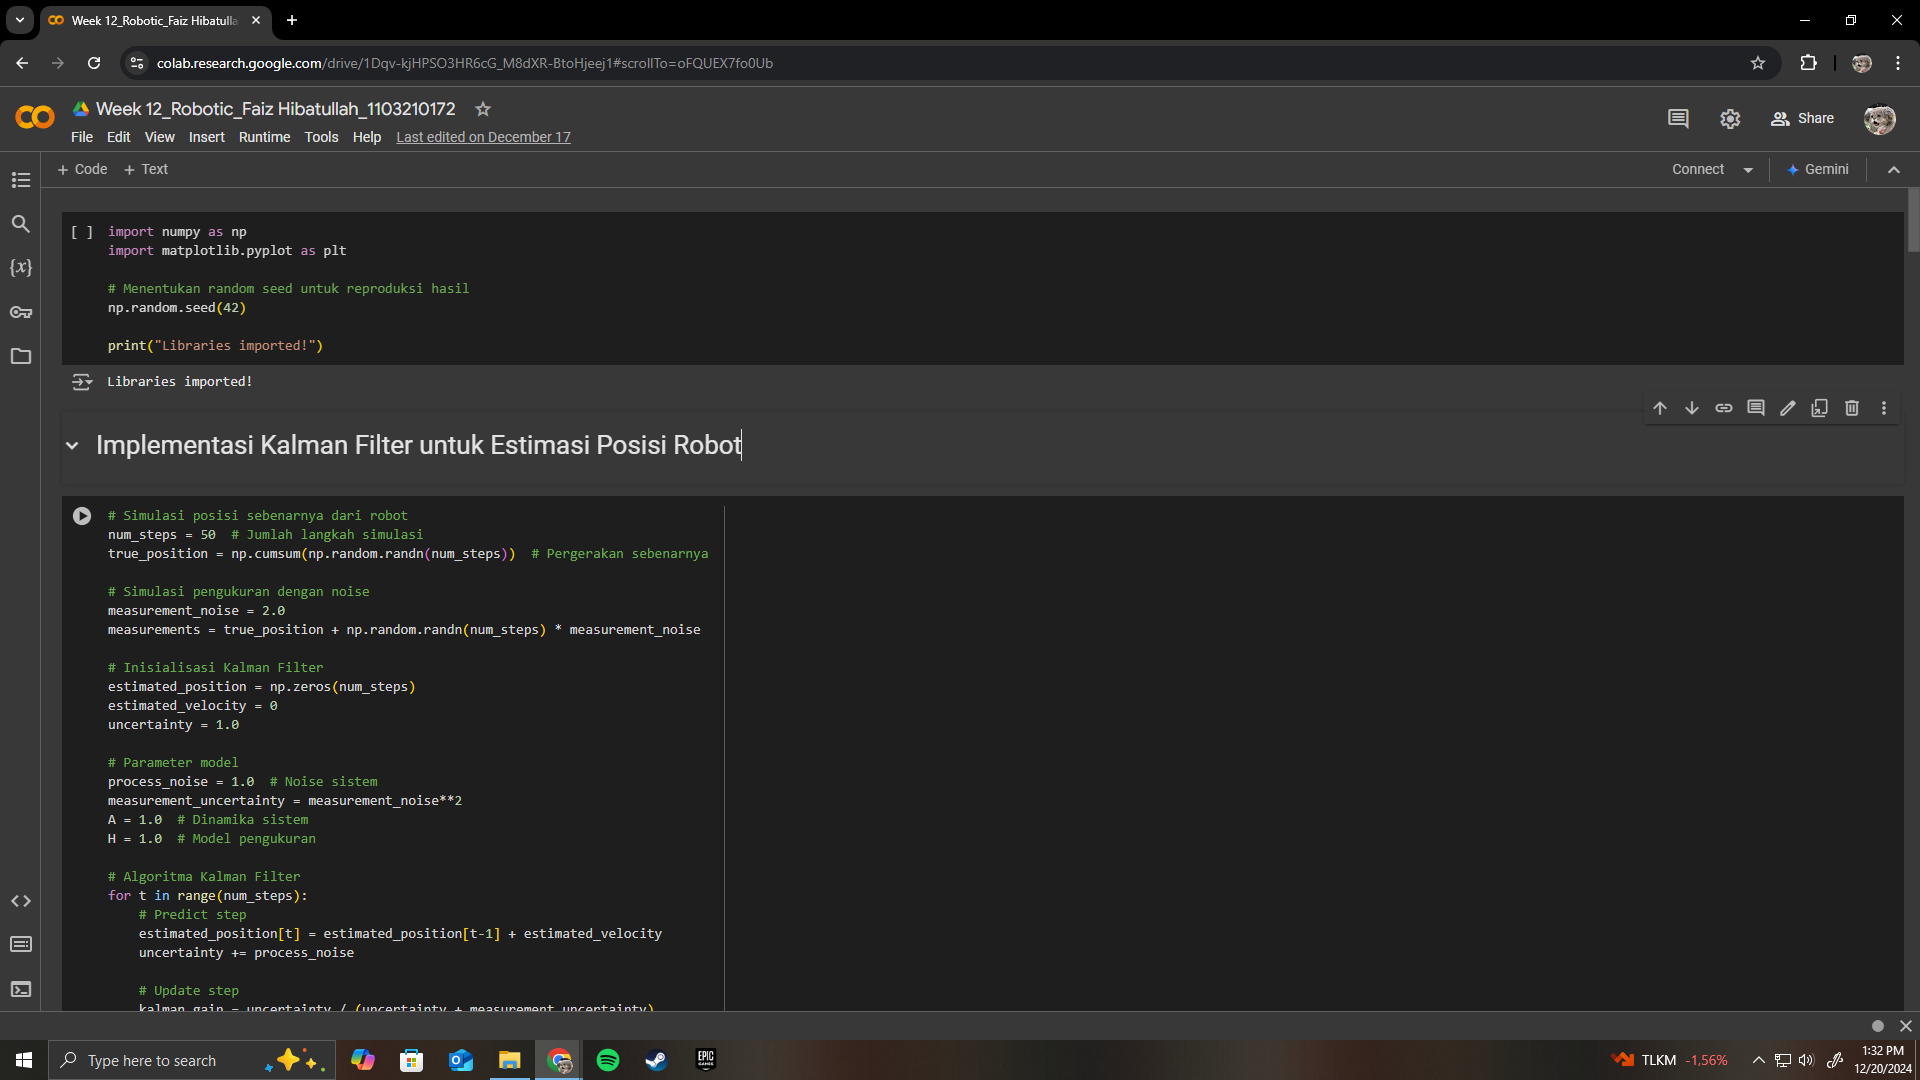 Week 12_Robotic_Faiz Hibatulla
colab.research.google.com/drive/1Dqv-kjHPSO3HR6cG_M8dXR-BtoHjeej1#scrollTo=oFQUEX7fo0Ub
Week 12_Robotic_Faiz Hibatullah_1103210172
Share
File Edit View Insert Runtime Tools Help Last edited on December 17
+ Code + Text
Connect
Gemini
[ ] import numpy as np
import matplotlib.pyplot as plt
# Menentukan random seed untuk reproduksi hasil
np.random.seed(42)
print("Libraries imported!")
Libraries imported!
Implementasi Kalman Filter untuk Estimasi Posisi Robot
# Simulasi posisi sebenarnya dari robot
num_steps = 50  # Jumlah langkah simulasi
true_position = np.cumsum(np.random.randn(num_steps))  # Pergerakan sebenarnya
# Simulasi pengukuran dengan noise
measurement_noise = 2.0
measurements = true_position + np.random.randn(num_steps) * measurement_noise
# Inisialisasi Kalman Filter
estimated_position = np.zeros(num_steps)
estimated_velocity = 0
uncertainty = 1.0
# Parameter model
process_noise = 1.0  # Noise sistem
measurement_uncertainty = measurement_noise**2
A = 1.0  # Dinamika sistem
H = 1.0  # Model pengukuran
# Algoritma Kalman Filter
for t in range(num_steps):
# Predict step
estimated_position[t] = estimated_position[t-1] + estimated_velocity
uncertainty += process_noise
# Update step
kalman_gain = uncertainty / (uncertainty + measurement_uncertainty)
Type here to search
EPIC GAMES
TLKM -1,56%
1:32 PM
12/20/2024